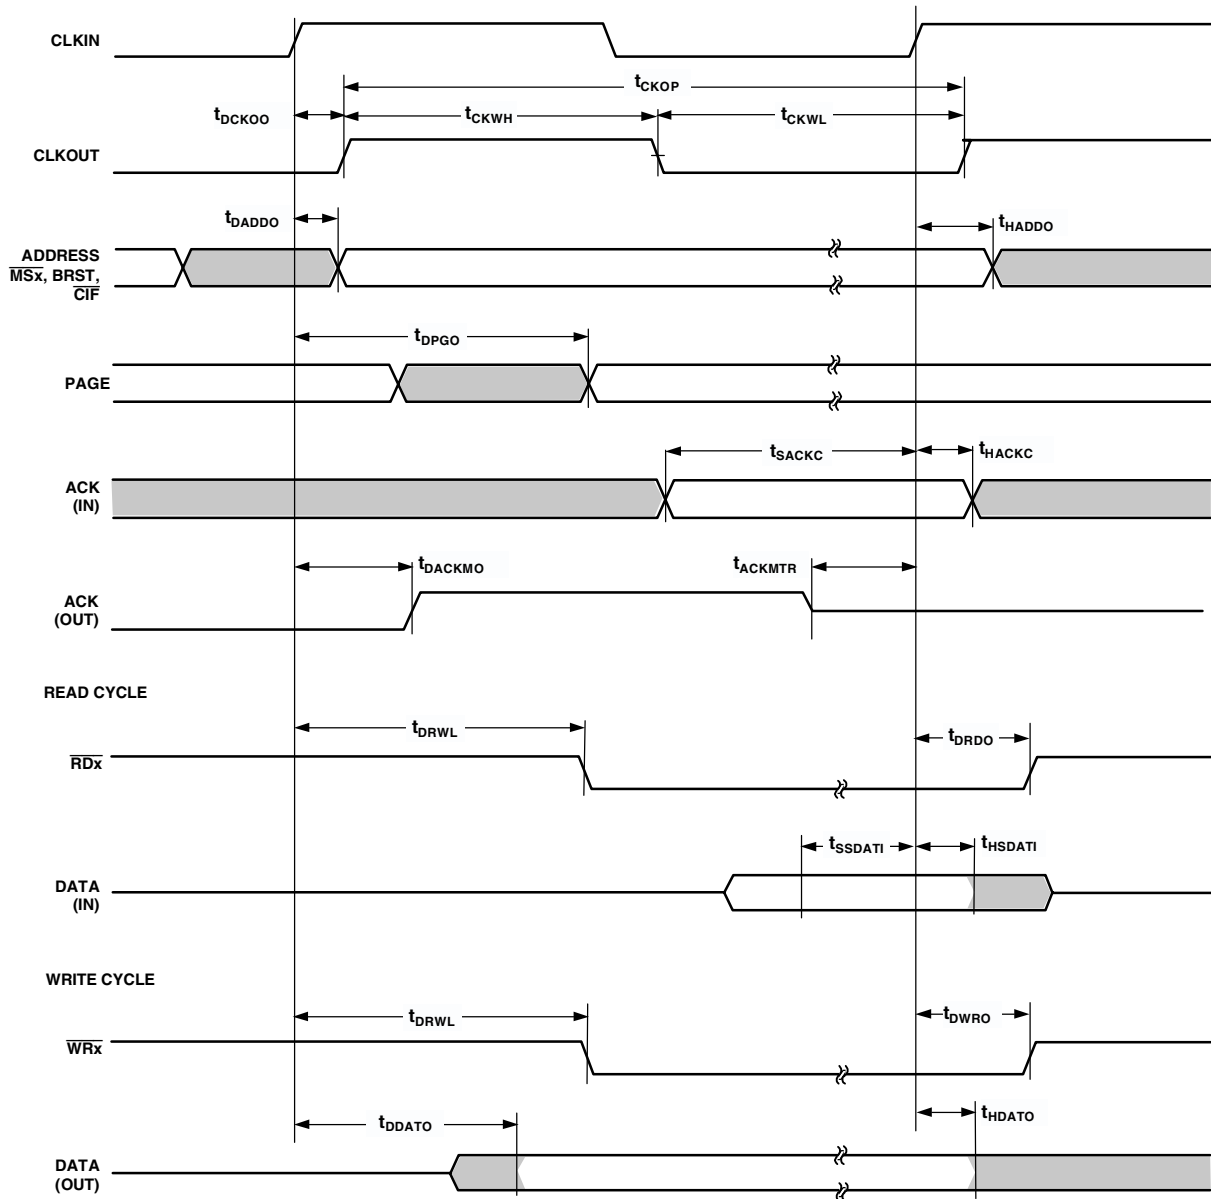 CLKIN
tCKOP
tDCKOO
tCKWH
tCKWL
CLKOUT
tDADDO
tHADDO
ADDRESS
MSx, BRST,
CIF
tDPGO
PAGE
tSACKC
tHACKC
ACK
(IN)
tDACKMO
tACKMTR
ACK
(OUT)
READ CYCLE
tDRWL
tDRDO
RDx
tSSDATI
tHSDATI
DATA
(IN)
WRITE CYCLE
tDRWL
tDWRO
WRx
tDDATO
tHDATO
DATA
(OUT)